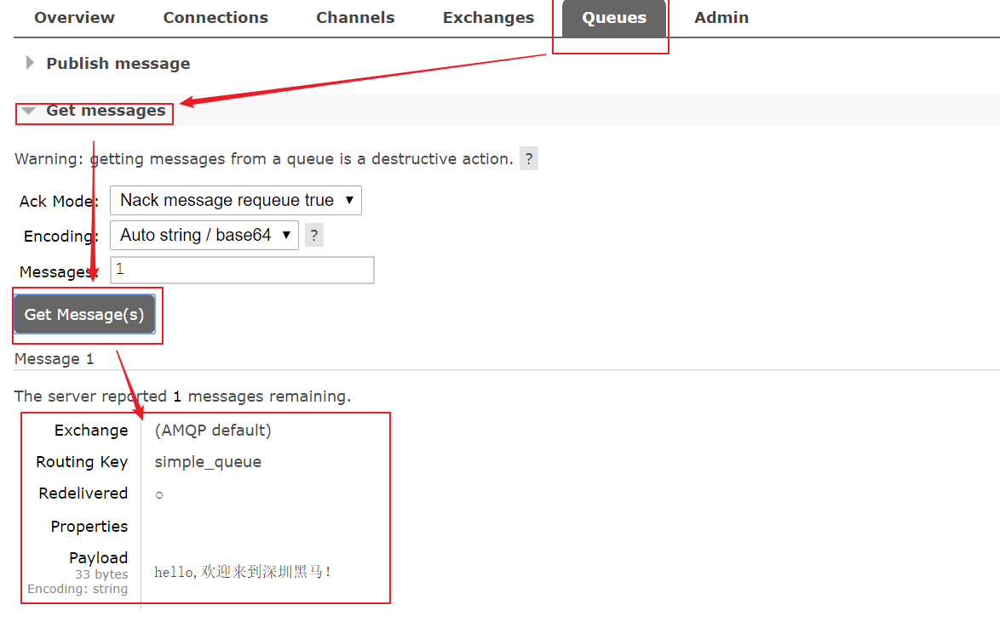 Overview Connections Channels Exchanges Queues Admin
Publish message
Get messages
Warning: getting messages from a queue is a destructive action. ?
Ack Mode: Nack message requeue true
Encoding: Auto string / base64 ?
Messages: 1
Get Message(s)
Message 1
The server reported 1 messages remaining.
Exchange (AMQP default)
Routing Key simple_queue
Redelivered ○
Properties
Payload
33 bytes
Encoding: string
hello,欢迎来到深圳黑马!